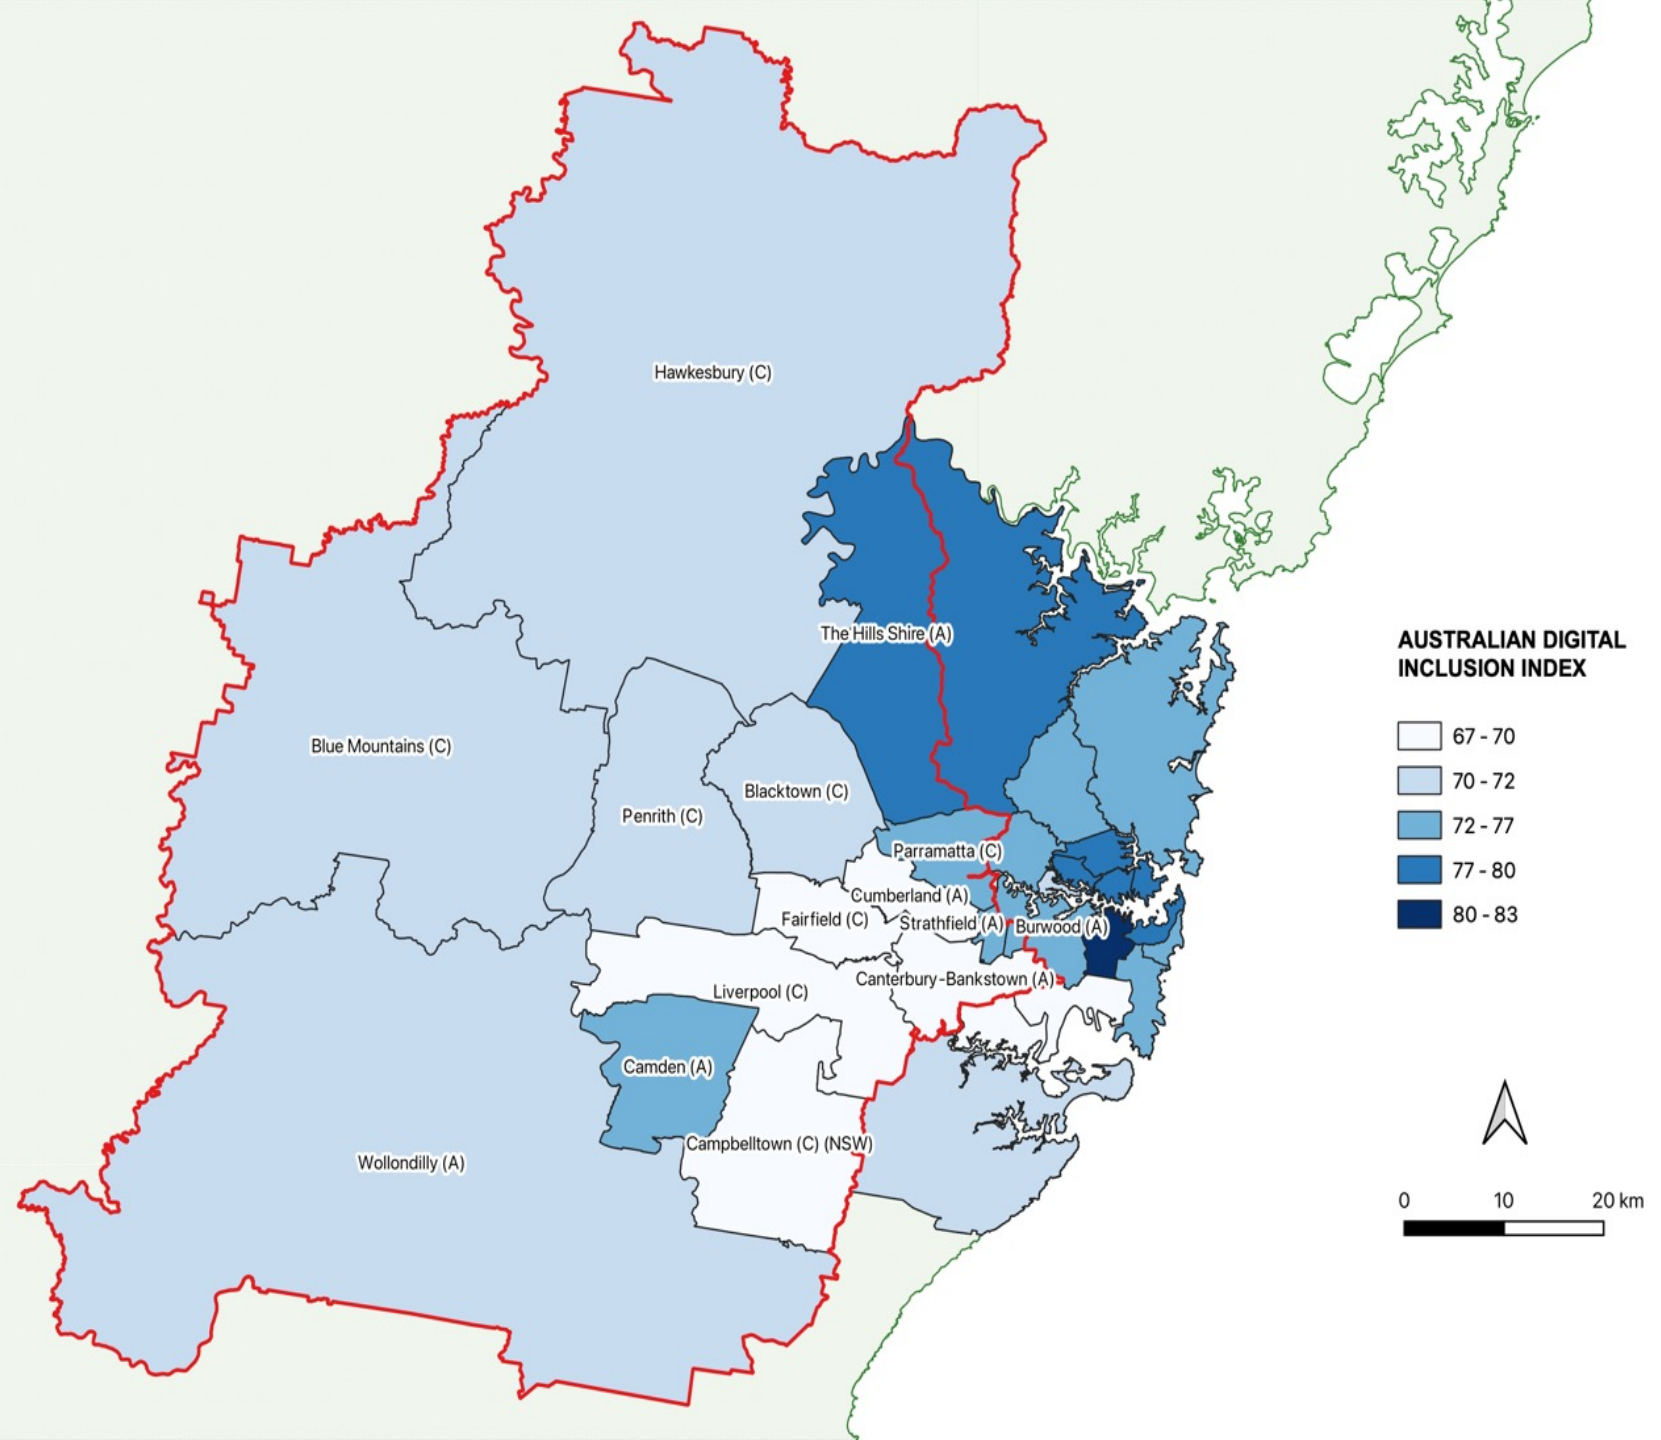 Hawkesbury (C)
The Hills Shire (A)
Blue Mountains (C)
Blacktown (C)
Penrith (C)
Parramatta (C)
Cumberland (A)
Fairfield (C)
Strathfield (A)
Burwood (A)
Canterbury-Bankstown (A)
Liverpool (C)
Camden (A)
Campbelltown (C) (NSW)
Wollondilly (A)
AUSTRALIAN DIGITAL
INCLUSION INDEX
67 - 70
70 - 72
72 - 77
77 - 80
80 - 83
0 10 20 km